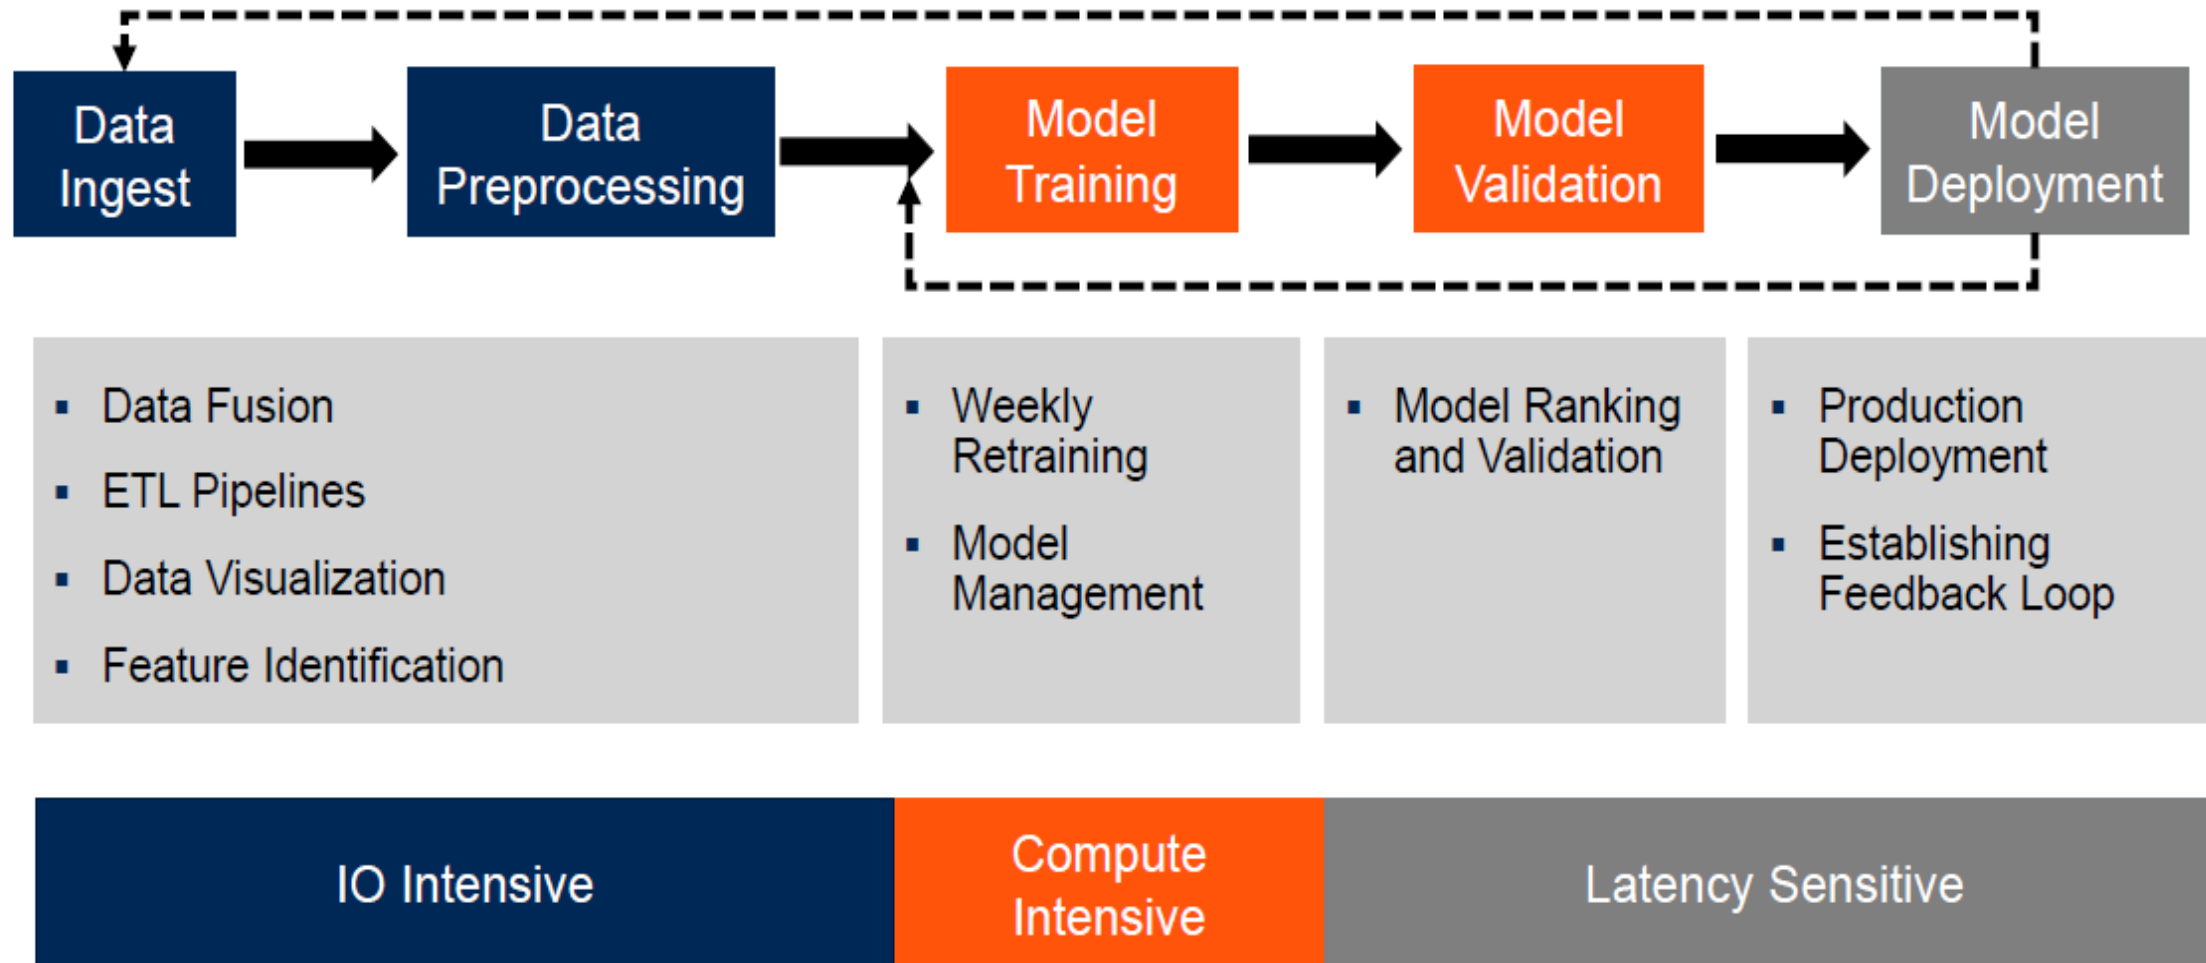 Data
Ingest
Data
Preprocessing
Model
Training
Model
Validation
Model
Deployment
▪ Data Fusion
▪ ETL Pipelines
▪ Data Visualization
▪ Feature Identification
▪ Weekly
Retraining
▪ Model
Management
▪ Model Ranking
and Validation
▪ Production
Deployment
▪ Establishing
Feedback Loop
IO Intensive
Compute
Intensive
Latency Sensitive